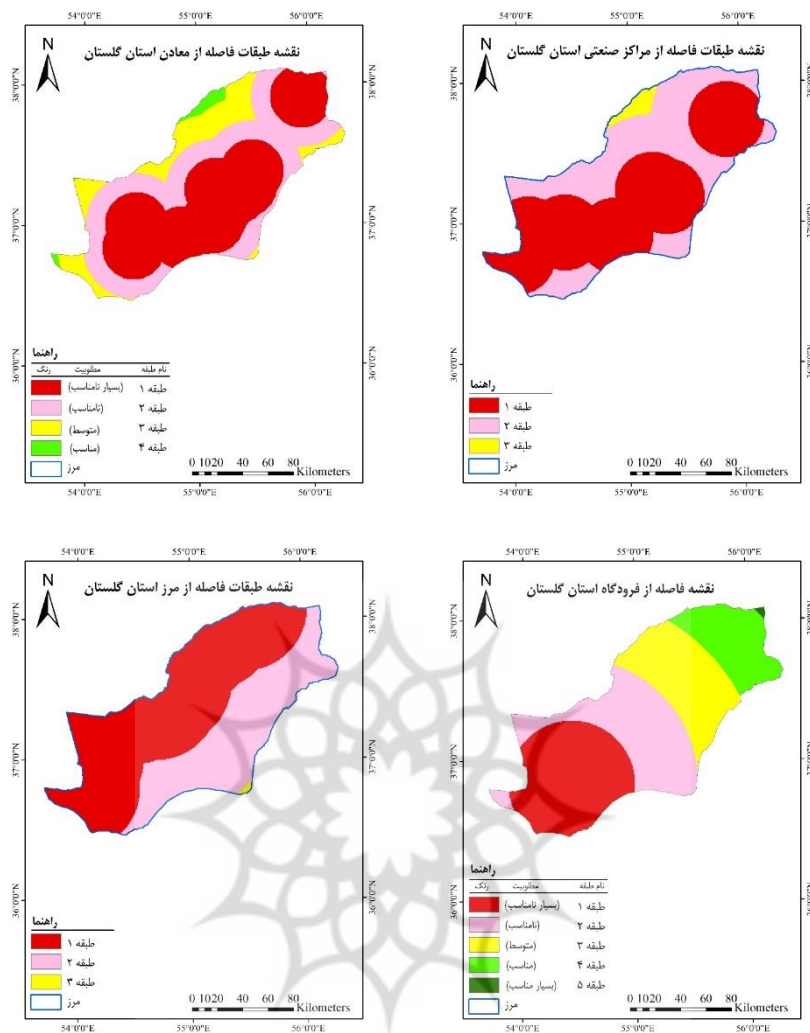 نقشه طبقات فاصله از معادن استان گلستان
54°0'0"E 55°0'0"E 56°0'0"E
N
38°0'0"N
37°0'0"N
36°0'0"N
راهنما
نام طبقه مطلوبیت رنگ
طبقه ۱ (بسیار نامناسب)
طبقه ۲ (نامناسب)
طبقه ۳ (متوسط)
طبقه ۴ (مناسب)
مرز
0 1020 40 60 80
Kilometers
54°0'0"E 55°0'0"E 56°0'0"E
نقشه طبقات فاصله از مراکز صنعتی استان گلستان
54°0'0"E 55°0'0"E 56°0'0"E
N
38°0'0"N
37°0'0"N
36°0'0"N
راهنما
طبقه ۱
طبقه ۲
طبقه ۳
مرز
0 1020 40 60 80
Kilometers
54°0'0"E 55°0'0"E 56°0'0"E
نقشه طبقات فاصله از مرز استان گلستان
54°0'0"E 55°0'0"E 56°0'0"E
N
38°0'0"N
37°0'0"N
36°0'0"N
راهنما
طبقه ۱
طبقه ۲
طبقه ۳
مرز
0 1020 40 60 80
Kilometers
54°0'0"E 55°0'0"E 56°0'0"E
نقشه فاصله از فرودگاه استان گلستان
54°0'0"E 55°0'0"E 56°0'0"E
N
38°0'0"N
37°0'0"N
36°0'0"N
راهنما
نام طبقه مطلوبیت رنگ
طبقه ۱ (بسیار نامناسب)
طبقه ۲ (نامناسب)
طبقه ۳ (متوسط)
طبقه ۴ (مناسب)
طبقه ۵ (بسیار مناسب)
مرز
0 1020 40 60 80
Kilometers
54°0'0"E 55°0'0"E 56°0'0"E